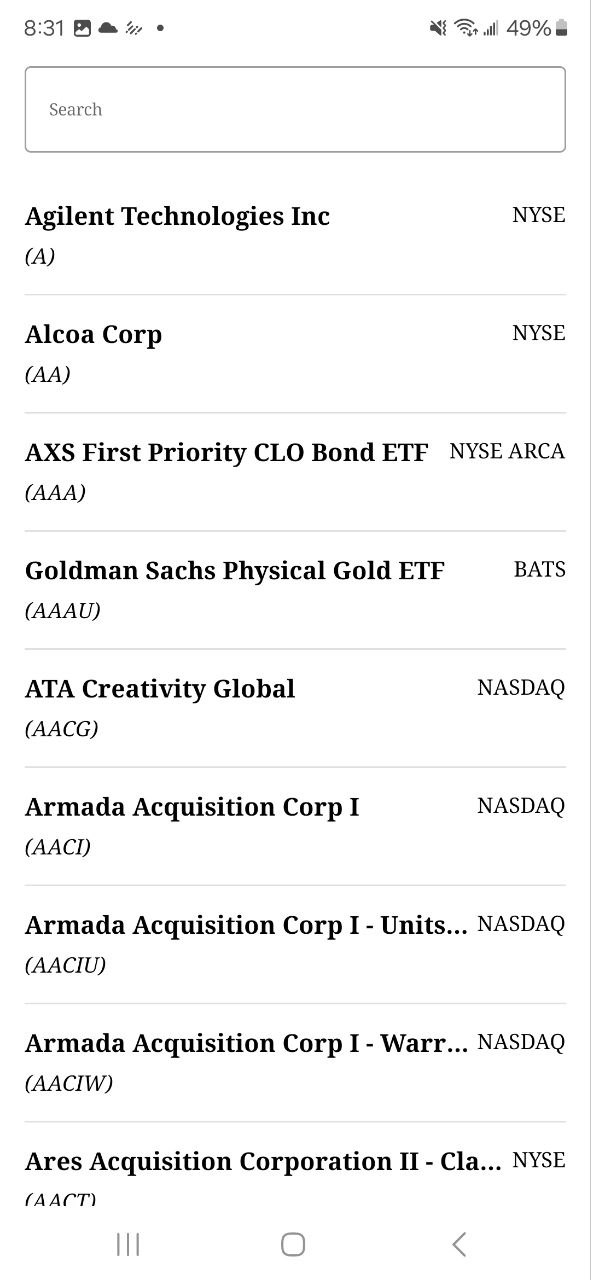 8:31 49%
Search
Agilent Technologies Inc NYSE
(A)
Alcoa Corp NYSE
(AA)
AXS First Priority CLO Bond ETF NYSE ARCA
(AAA)
Goldman Sachs Physical Gold ETF BATS
(AAAU)
ATA Creativity Global NASDAQ
(AACG)
Armada Acquisition Corp I NASDAQ
(AACI)
Armada Acquisition Corp I - Units... NASDAQ
(AACIU)
Armada Acquisition Corp I - Warr... NASDAQ
(AACIW)
Ares Acquisition Corporation II - Cla... NYSE
(AACT)